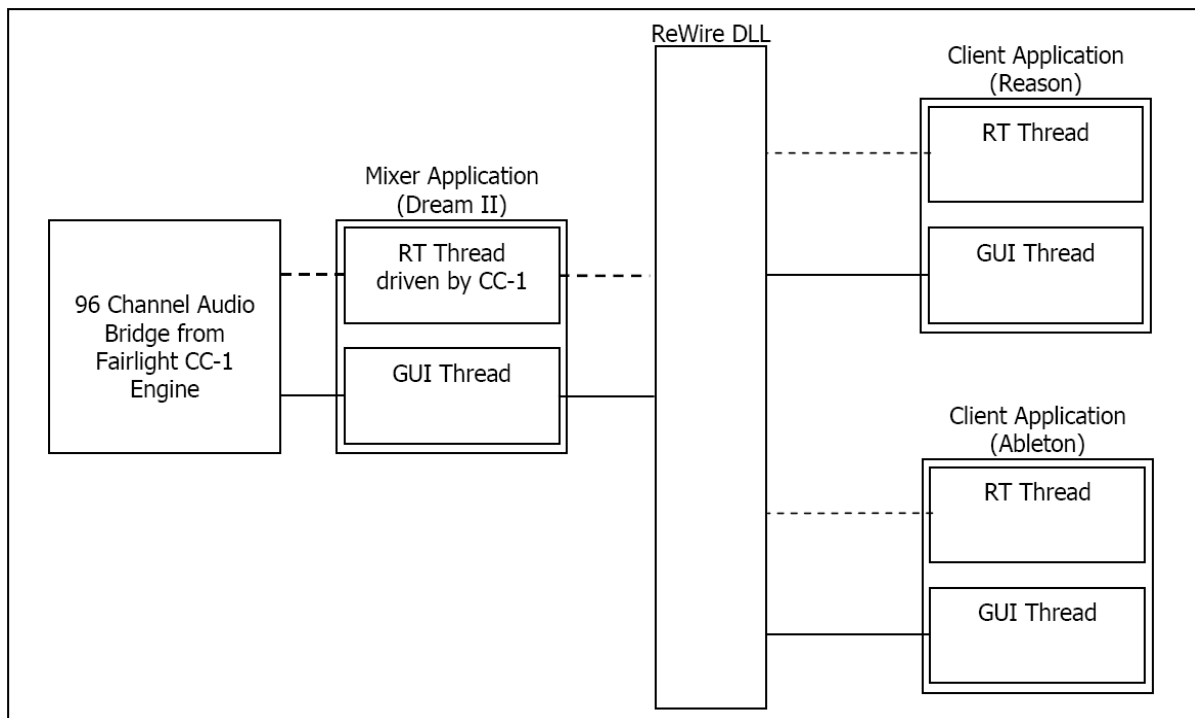 ReWire DLL
Client Application
(Reason)
RT Thread
GUI Thread
Mixer Application
(Dream II)
RT Thread
driven by CC-1
GUI Thread
96 Channel Audio
Bridge from
Fairlight CC-1
Engine
Client Application
(Ableton)
RT Thread
GUI Thread